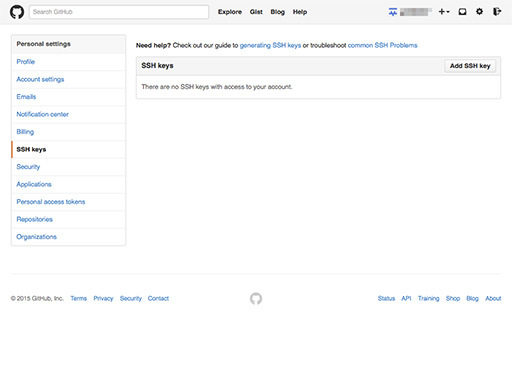 Search GitHub
Explore Gist Blog Help
Personal settings
Profile
Account settings
Emails
Notification center
Billing
SSH keys
Security
Applications
Personal access tokens
Repositories
Organizations
Need help? Check out our guide to generating SSH keys or troubleshoot common SSH Problems
SSH keys
Add SSH key
There are no SSH keys with access to your account.
© 2015 GitHub, Inc. Terms Privacy Security Contact
Status API Training Shop Blog About